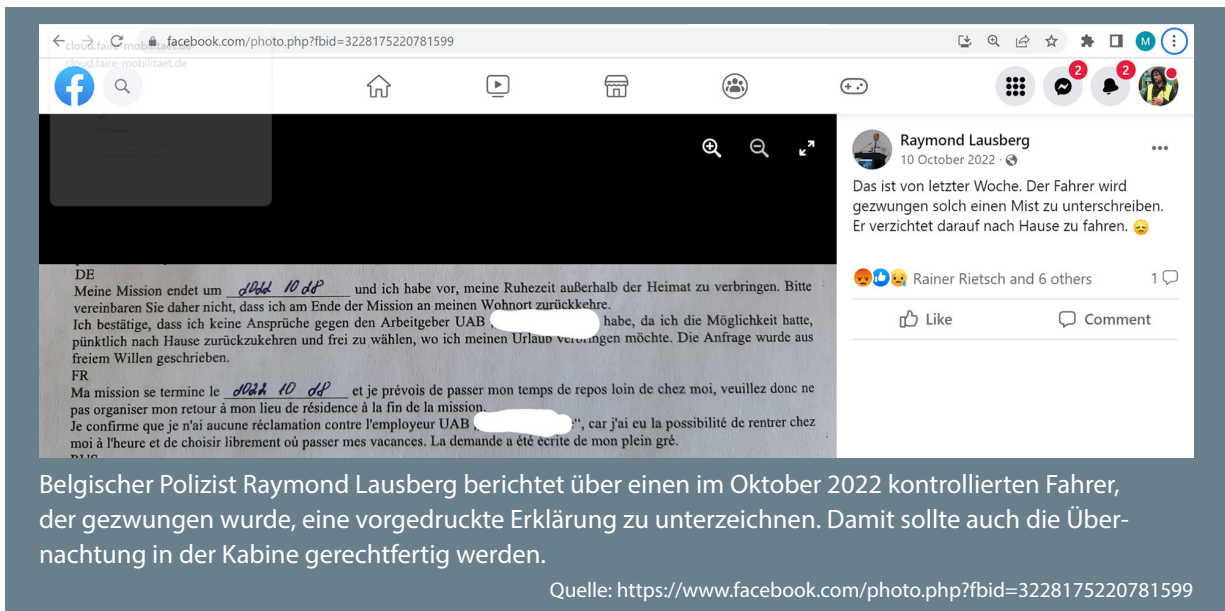 cloud.faire-mobilitaet.de
cloud.faire-mobilitaet.de
facebook.com/photo.php?fbid=3228175220781599
M
2
2
Raymond Lausberg
10 October 2022
Das ist von letzter Woche. Der Fahrer wird
gezwungen solch einen Mist zu unterschreiben.
Er verzichtet darauf nach Hause zu fahren. 😞
Rainer Rietsch and 6 others
1
Like
Comment
DE
Meine Mission endet um und ich habe vor, meine Ruhezeit außerhalb der Heimat zu verbringen. Bitte
vereinbaren Sie daher nicht, dass ich am Ende der Mission an meinen Wohnort zurückkehre.
Ich bestätige, dass ich keine Ansprüche gegen den Arbeitgeber UAB „ habe, da ich die Möglichkeit hatte,
pünktlich nach Hause zurückzukehren und frei zu wählen, wo ich meinen Urlaub verbringen möchte. Die Anfrage wurde aus
freiem Willen geschrieben.
FR
Ma mission se termine le et je prévois de passer mon temps de repos loin de chez moi, veuillez donc ne
pas organiser mon retour à mon lieu de résidence à la fin de la mission.
Je confirme que je n'ai aucune réclamation contre l'employeur UAB „ “, car j'ai eu la possibilité de rentrer chez
moi à l'heure et de choisir librement où passer mes vacances. La demande a été écrite de mon plein gré.
Belgischer Polizist Raymond Lausberg berichtet über einen im Oktober 2022 kontrollierten Fahrer,
der gezwungen wurde, eine vorgedruckte Erklärung zu unterzeichnen. Damit sollte auch die Über-
nachtung in der Kabine gerechtfertig werden.
Quelle: https://www.facebook.com/photo.php?fbid=3228175220781599